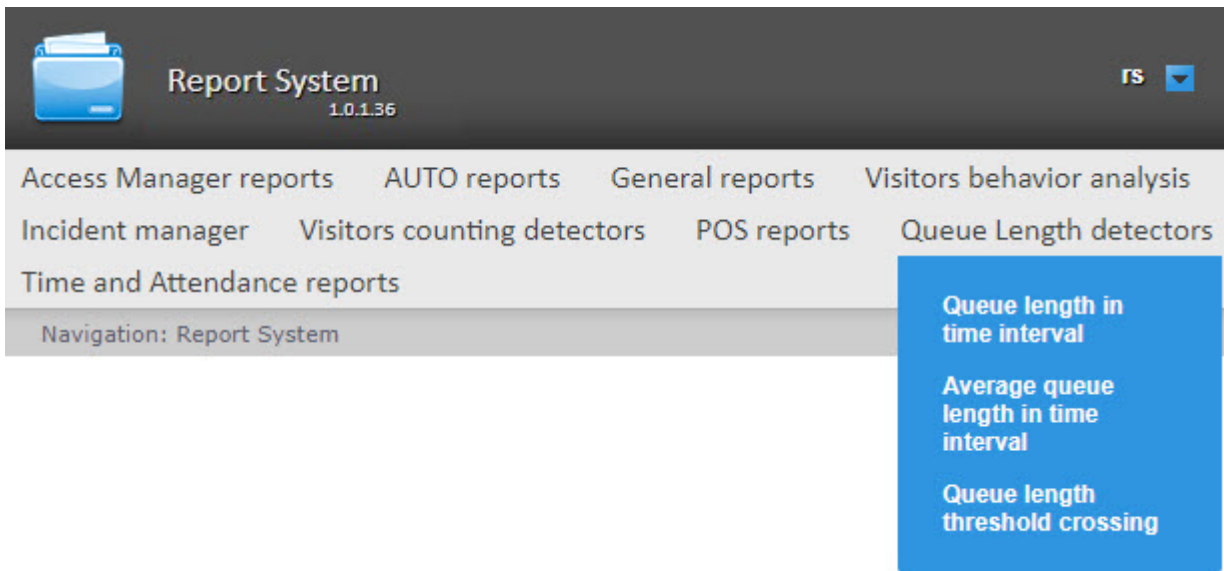 Report System
1.0.1.36
rs
Access Manager reports AUTO reports General reports Visitors behavior analysis
Incident manager Visitors counting detectors POS reports Queue Length detectors
Time and Attendance reports
Navigation: Report System
Queue length in
time interval
Average queue
length in time
interval
Queue length
threshold crossing